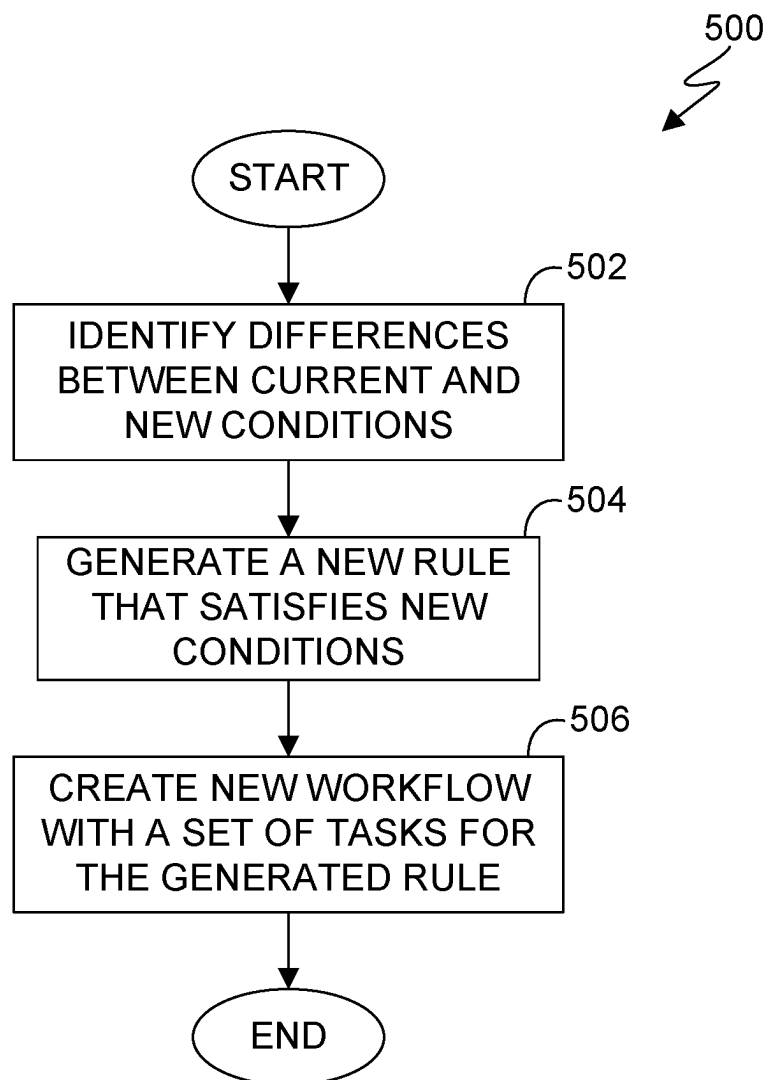 500
START
502
IDENTIFY DIFFERENCES
BETWEEN CURRENT AND
NEW CONDITIONS
504
GENERATE A NEW RULE
THAT SATISFIES NEW
CONDITIONS
506
CREATE NEW WORKFLOW
WITH A SET OF TASKS FOR
THE GENERATED RULE
END